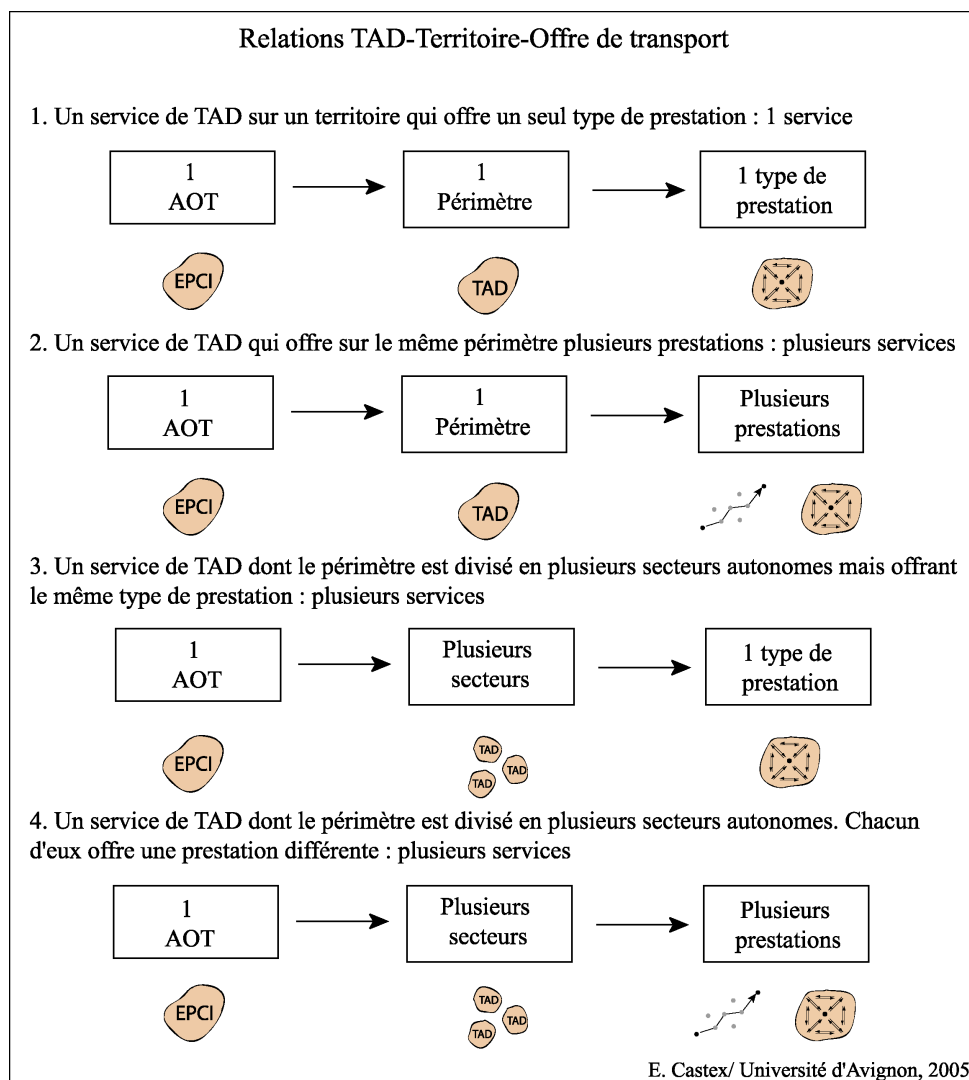 Relations TAD-Territoire-Offre de transport
1. Un service de TAD sur un territoire qui offre un seul type de prestation : 1 service
1
AOT
1
Périmètre
1 type de
prestation
EPCI
TAD
2. Un service de TAD qui offre sur le même périmètre plusieurs prestations : plusieurs services
1
AOT
1
Périmètre
Plusieurs
prestations
EPCI
TAD
3. Un service de TAD dont le périmètre est divisé en plusieurs secteurs autonomes mais offrant
le même type de prestation : plusieurs services
1
AOT
Plusieurs
secteurs
1 type de
prestation
EPCI
TAD
TAD
TAD
4. Un service de TAD dont le périmètre est divisé en plusieurs secteurs autonomes. Chacun
d'eux offre une prestation différente : plusieurs services
1
AOT
Plusieurs
secteurs
Plusieurs
prestations
EPCI
TAD
TAD
TAD
E. Castex/ Université d'Avignon, 2005